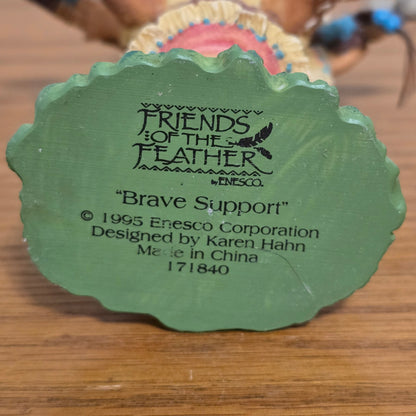 FRIENDS
OF THE
FEATHER
by ENESCO.
"Brave Support"
© 1995 Enesco Corporation
Designed by Karen Hahn
Made in China
171840